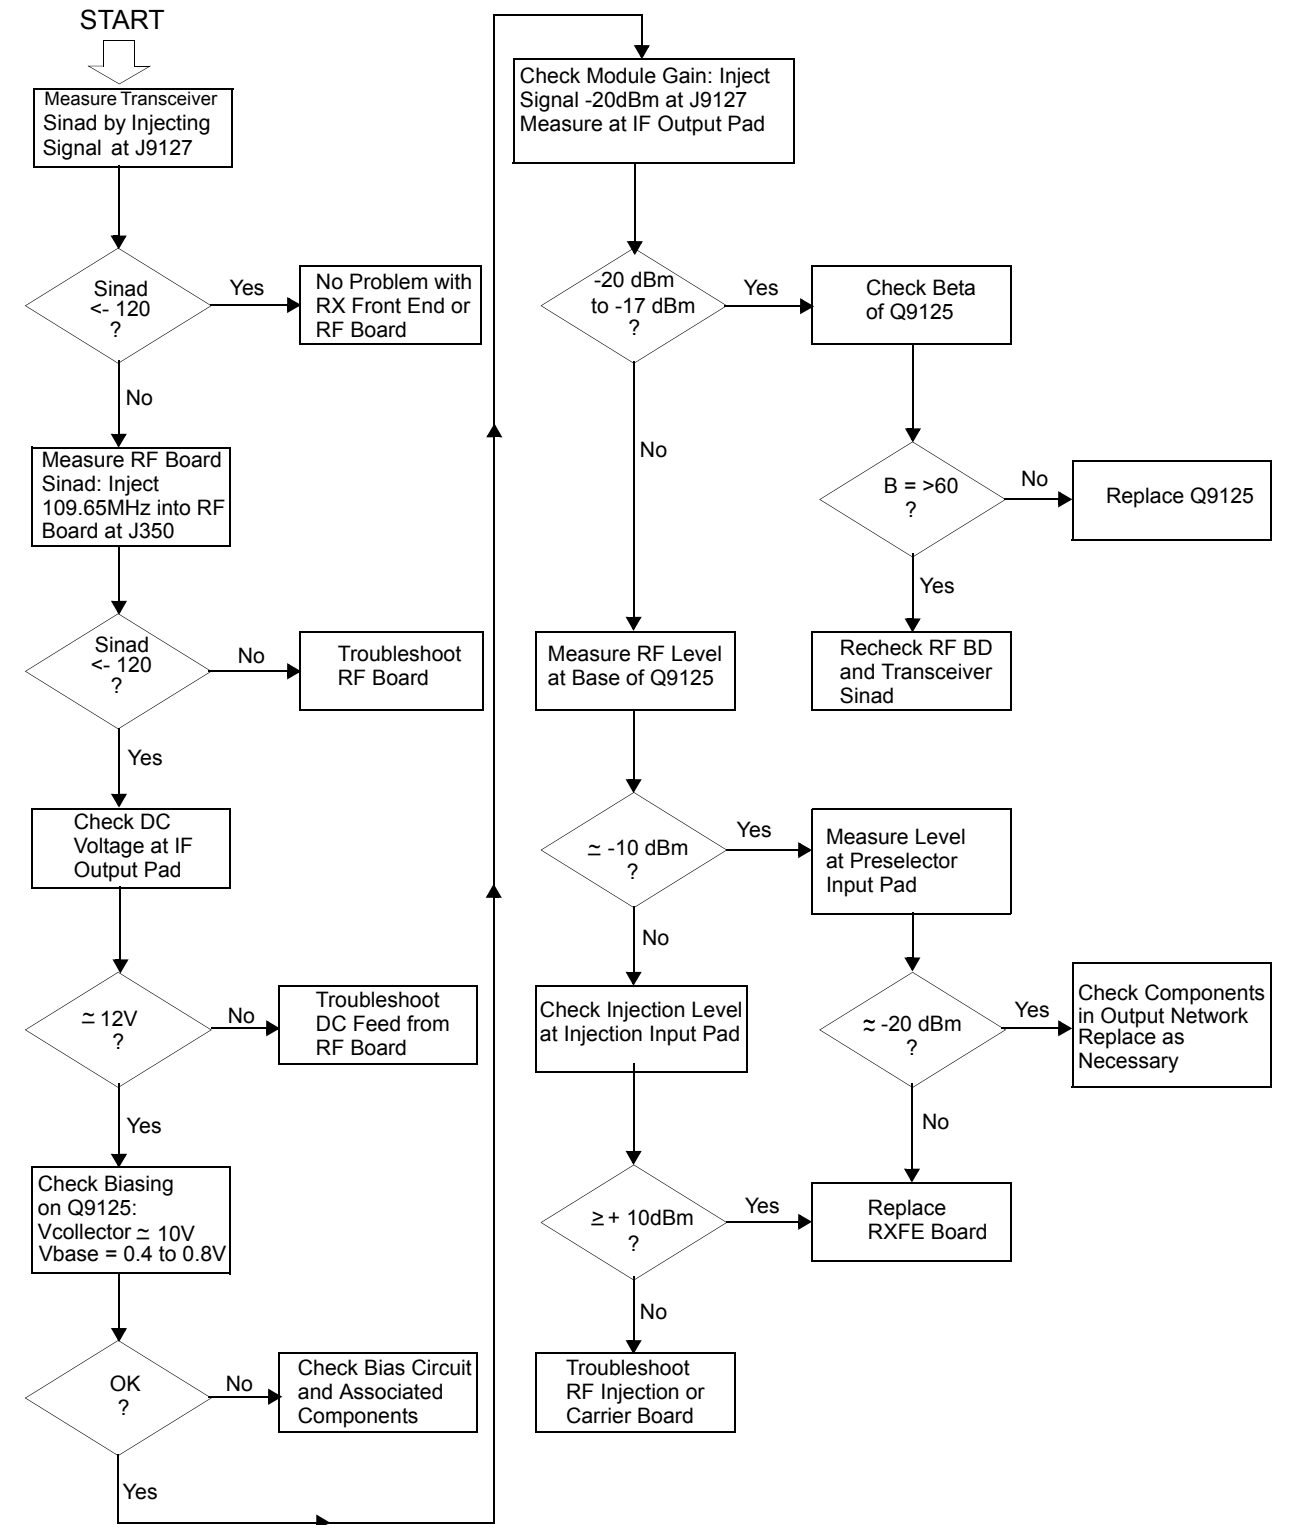 START
Measure Transceiver
Sinad by Injecting
Signal at J9127
Sinad
<- 120
?
Yes
No Problem with
RX Front End or
RF Board
No
Measure RF Board
Sinad: Inject
109.65MHz into RF
Board at J350
Sinad
<- 120
?
No
Troubleshoot
RF Board
Yes
Check DC
Voltage at IF
Output Pad
≃ 12V
?
No
Troubleshoot
DC Feed from
RF Board
Yes
Check Biasing
on Q9125:
Vcollector ≃ 10V
Vbase = 0.4 to 0.8V
OK
?
No
Check Bias Circuit
and Associated
Components
Yes
Check Module Gain: Inject
Signal -20dBm at J9127
Measure at IF Output Pad
-20 dBm
to -17 dBm
?
Yes
Check Beta
of Q9125
B = >60
?
No
Replace Q9125
Yes
Recheck RF BD
and Transceiver
Sinad
No
Measure RF Level
at Base of Q9125
≃ -10 dBm
?
Yes
Measure Level
at Preselector
Input Pad
≈ -20 dBm
?
Yes
Check Components
in Output Network
Replace as
Necessary
No
No
Check Injection Level
at Injection Input Pad
≥ + 10dBm
?
Yes
Replace
RXFE Board
No
Troubleshoot
RF Injection or
Carrier Board